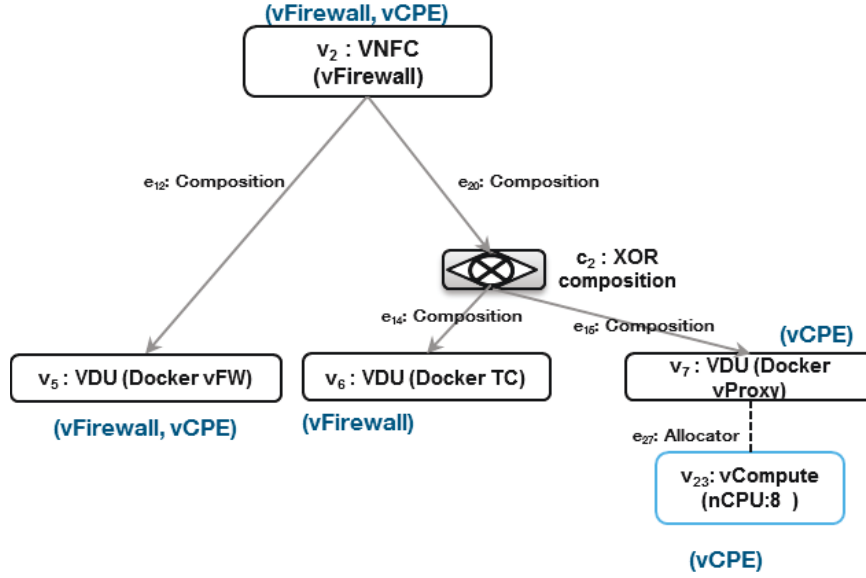 (vFirewall, vCPE)
v₂ : VNFC
(vFirewall)
e₁₂: Composition
e₂₀: Composition
c₂ : XOR
composition
e₁₄: Composition
e₁₅: Composition
(vCPE)
v₅ : VDU (Docker vFW)
v₆ : VDU (Docker TC)
v₇ : VDU (Docker
vProxy)
(vFirewall, vCPE)
(vFirewall)
e₂₇: Allocator
v₂₃: vCompute
(nCPU:8 )
(vCPE)